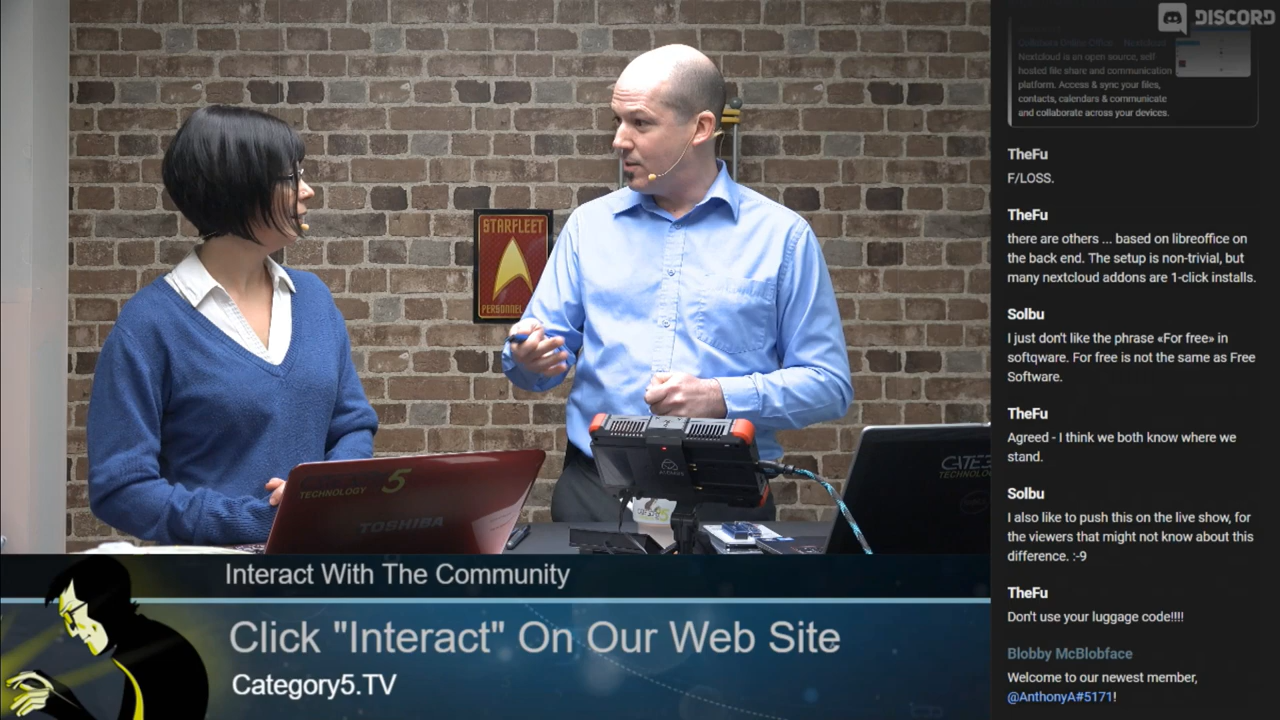 STARFLEET
PERSONNEL
TECHNOLOGY 5
TOSHIBA
Interact With The Community
Click "Interact" On Our Web Site
Category5.TV
DISCORD
Nextcloud is an open source, self
hosted file share and communication
platform. Access & sync your files,
contacts, calendars & communicate
and collaborate across your devices.
TheFu
F/LOSS.
TheFu
there are others ... based on libreoffice on
the back end. The setup is non-trivial, but
many nextcloud addons are 1-click installs.
Solbu
I just don't like the phrase «For free» in
softqware. For free is not the same as Free
Software.
TheFu
Agreed - I think we both know where we
stand.
Solbu
I also like to push this on the live show, for
the viewers that might not know about this
difference. :-9
TheFu
Don't use your luggage code!!!!
Blobby McBlobface
Welcome to our newest member,
@AnthonyA#5171!